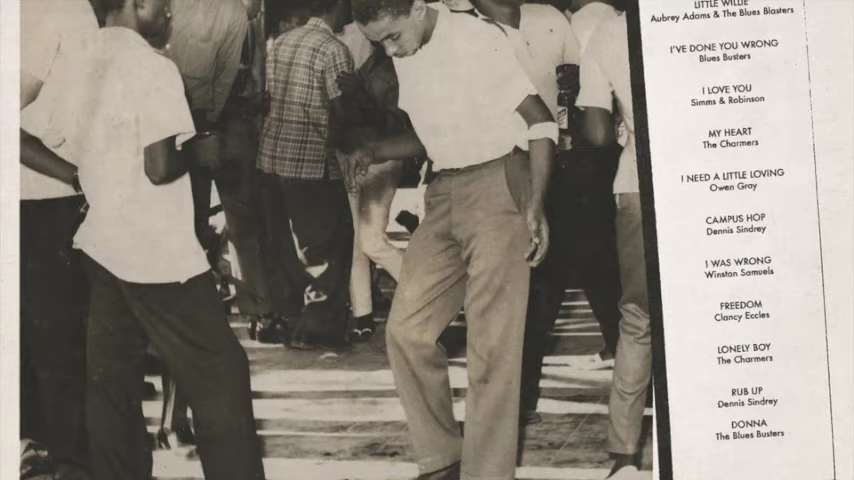 LITTLE WILLIE
Aubrey Adams & The Blues Blasters
I'VE DONE YOU WRONG
Blues Busters
I LOVE YOU
Simms & Robinson
MY HEART
The Charmers
I NEED A LITTLE LOVING
Owen Gray
CAMPUS HOP
Dennis Sindrey
I WAS WRONG
Winston Samuels
FREEDOM
Clancy Eccles
LONELY BOY
The Charmers
RUB UP
Dennis Sindrey
DONNA
The Blues Busters